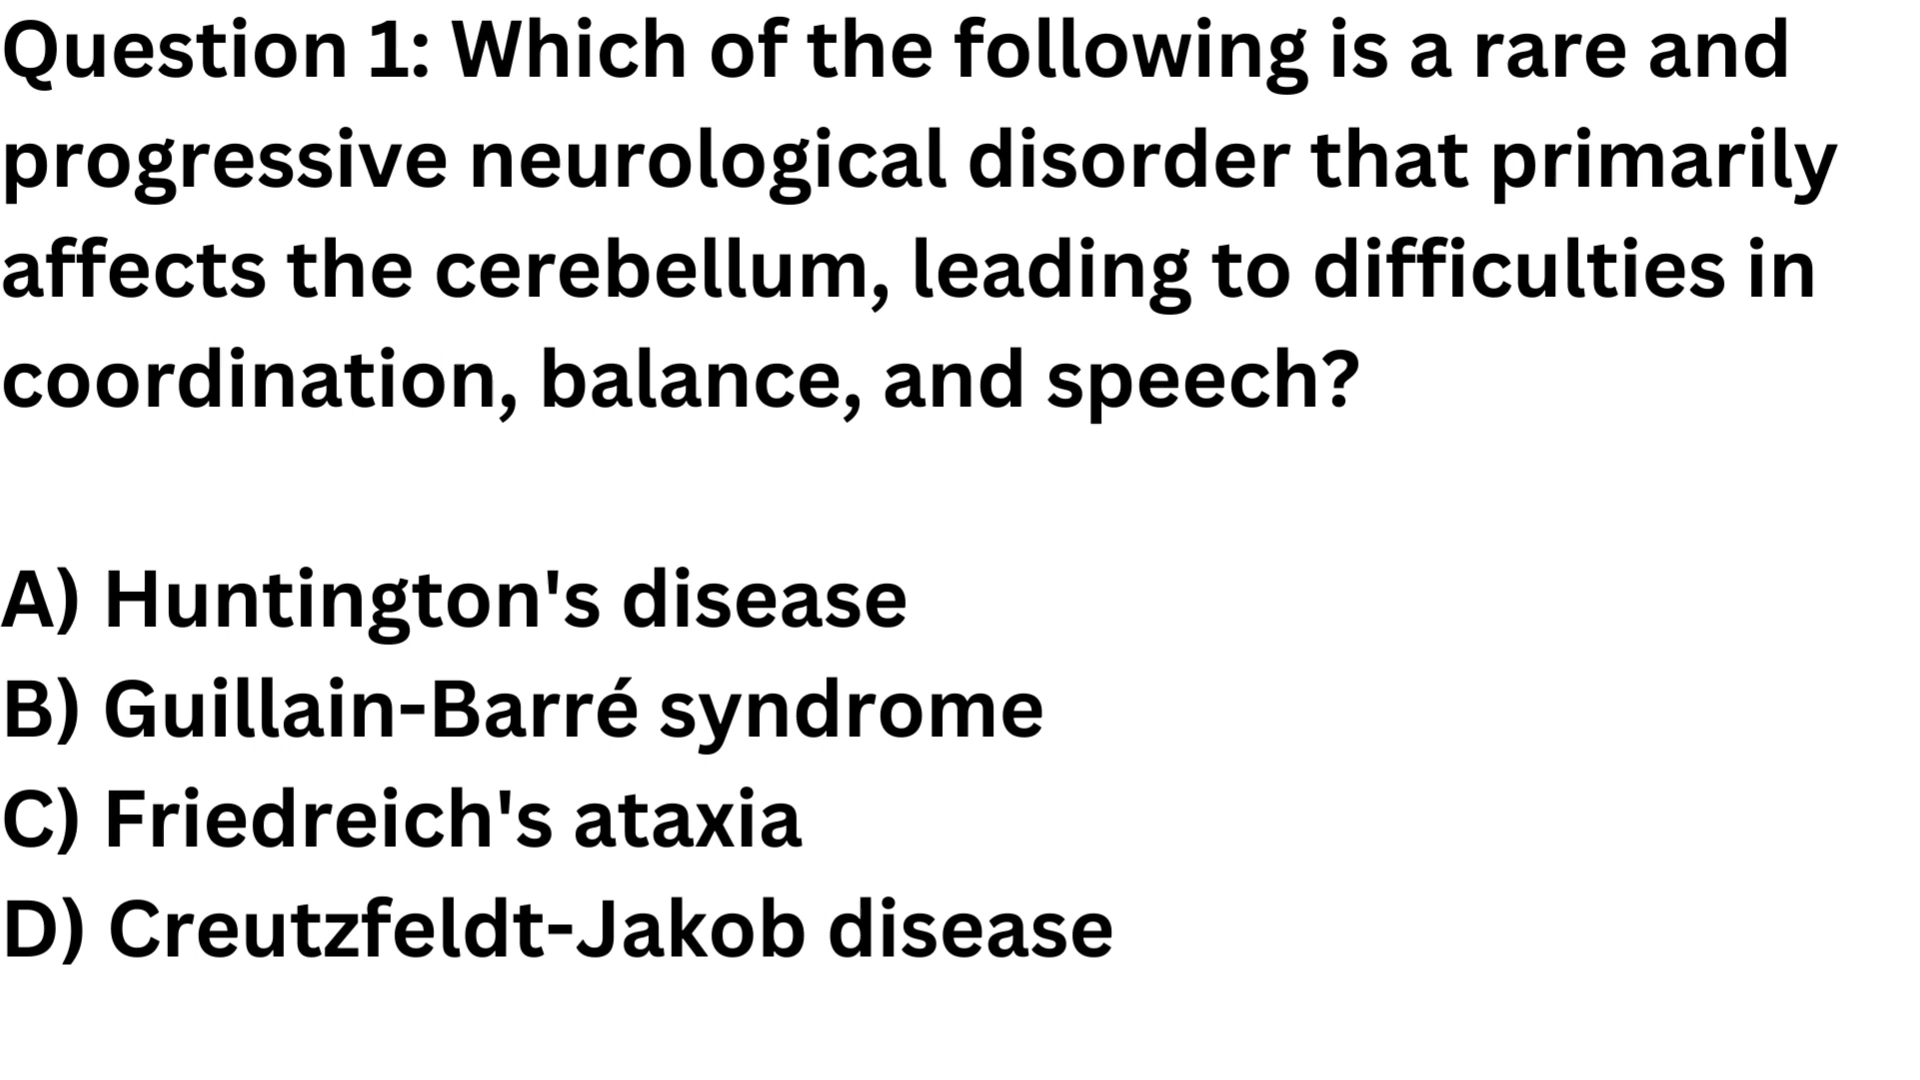 Question 1: Which of the following is a rare and
progressive neurological disorder that primarily
affects the cerebellum, leading to difficulties in
coordination, balance, and speech?
A) Huntington's disease
B) Guillain-Barré syndrome
C) Friedreich's ataxia
D) Creutzfeldt-Jakob disease